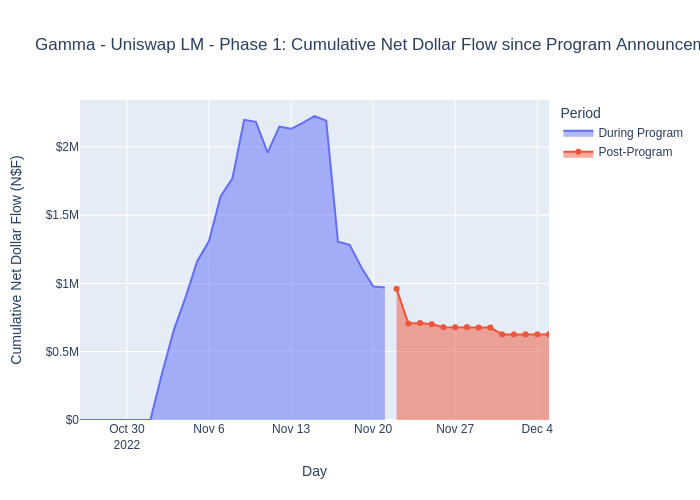 Gamma - Uniswap LM - Phase 1: Cumulative Net Dollar Flow since Program
Period
During Program
Post-Program
Cumulative Net Dollar Flow (N$F)
$2M
$1.5M
$1M
$0.5M
$0
Oct 30 Nov 6 Nov 13 Nov 20 Nov 27 Dec 4
2022
Day